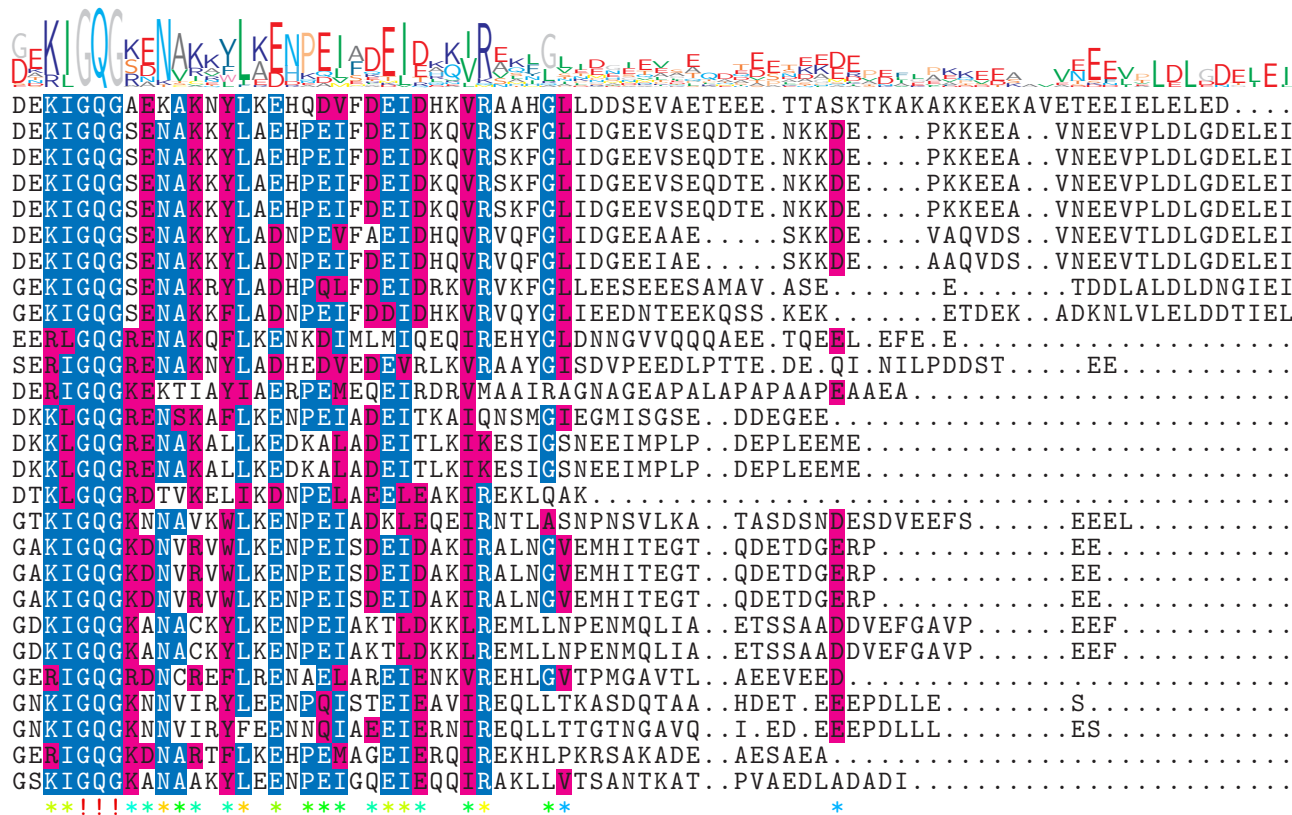 DEKIGQGAEKAKNYLKEHQDVFDEIDHKVRAAHGLLDDSEVAETEEE.TTASKTKAKAKKEEKAVETEEIELELED....
DEKIGQGSENAKKYLAEHPEIFDEIDKQVRSKFGLIDGEEVSEQDTE.NKKDE....PKKEEA..VNEEVPLDLGDELEI
DEKIGQGSENAKKYLAEHPEIFDEIDKQVRSKFGLIDGEEVSEQDTE.NKKDE....PKKEEA..VNEEVPLDLGDELEI
DEKIGQGSENAKKYLAEHPEIFDEIDKQVRSKFGLIDGEEVSEQDTE.NKKDE....PKKEEA..VNEEVPLDLGDELEI
DEKIGQGSENAKKYLAEHPEIFDEIDKQVRSKFGLIDGEEVSEQDTE.NKKDE....PKKEEA..VNEEVPLDLGDELEI
DEKIGQGSENAKKYLADNPEVFAEIDHQVRVQFGLIDGEEAAE.....SKKDE....VAQVDS..VNEEVTLDLGDELEI
DEKIGQGSENAKKYLADNPEIFDEIDHQVRVQFGLIDGEEIAE.....SKKDE....AAQVDS..VNEEVTLDLGDELEI
GEKIGQGSENAKRYLADHPQLFDEIDRKVRVKFGLLEESEEESAMAV.ASE.......E.......TDDLALDLDNGIEI
GEKIGQGSENAKKFLADNPEIFDDIDHKVRVQYGLIEEDNTEEKQSS.KEK.......ETDEK..ADKNLVLELDDTIEL
EERLGQGRENAKQFLKENKDIMLMIQEQIREHYGLDNNGVVQQQAEE.TQEEL.EFE.E.....................
SERIGQGRENAKNYLADHEDVEDEVRLKVRAAYGISDVPEEDLPTTE.DE.QI.NILPDDST.....EE...........
DERIGQGKEKTIAYIAERPEMEQEIRDRVMAAIRAGNAGEAPALAPAPAAPEAAEA........................
DKKLGQGRENSKAFLKENPEIADEITKAIQNSMGIEGMISGSE..DDEGEE.............................
DKKLGQGRENAKALLKEDKALADEITLKIKESIGSNEEIMPLP..DEPLEEME...........................
DKKLGQGRENAKALLKEDKALADEITLKIKESIGSNEEIMPLP..DEPLEEME...........................
DTKLGQGRDTVKELIKDNPELAEELEAKIREKLQAK............................................
GTKIGQGKNNAVKWLKENPEIADKLEQEIRNTLASNPNSVLKA..TASDSNDESDVEEFS......EEEL..........
GAKIGQGKDNVRVWLKENPEISDEIDAKIRALNGVEMHITEGT..QDETDGERP............EE............
GAKIGQGKDNVRVWLKENPEISDEIDAKIRALNGVEMHITEGT..QDETDGERP............EE............
GAKIGQGKDNVRVWLKENPEISDEIDAKIRALNGVEMHITEGT..QDETDGERP............EE............
GDKIGQGKANACKYLKENPEIAKTLDKKLREMLLNPENMQLIA..ETSSAADDVEFGAVP......EEF...........
GDKIGQGKANACKYLKENPEIAKTLDKKLREMLLNPENMQLIA..ETSSAADDVEFGAVP......EEF...........
GERIGQGRDNCREFLRENAELAREIENKVREHLGVTPMGAVTL..AEEVEED............................
GNKIGQGKNNVIRYLEENPQISTEIEAVIREQLLTKASDQTAA..HDET.EEEPDLLE........S.............
GNKIGQGKNNVIRYFEENNQIAEEIERNIREQLLTTGTNGAVQ..I.ED.EEEPDLLL........ES............
GERIGQGKDNARTFLKEHPEMAGEIERQIREKHLPKRSAKADE..AESAEA.............................
GSKIGQGKANAAKYLEENPEIGQEIEQQIRAKLLVTSANTKAT..PVAEDLADADI........................
**!!!***** ** * *** **** ** ** *